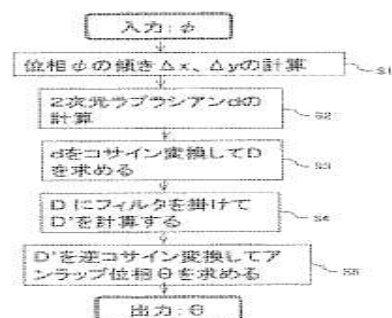 入力: φ
位相φの傾きΔx、Δyの計算
S1
2次元ラプラシアンdの
計算
S2
dをコサイン変換してD
を求める
S3
Dにフィルタを掛けて
D'を計算する
S4
D'を逆コサイン変換してア
ンラップ位相θを求める
S5
出力: θ